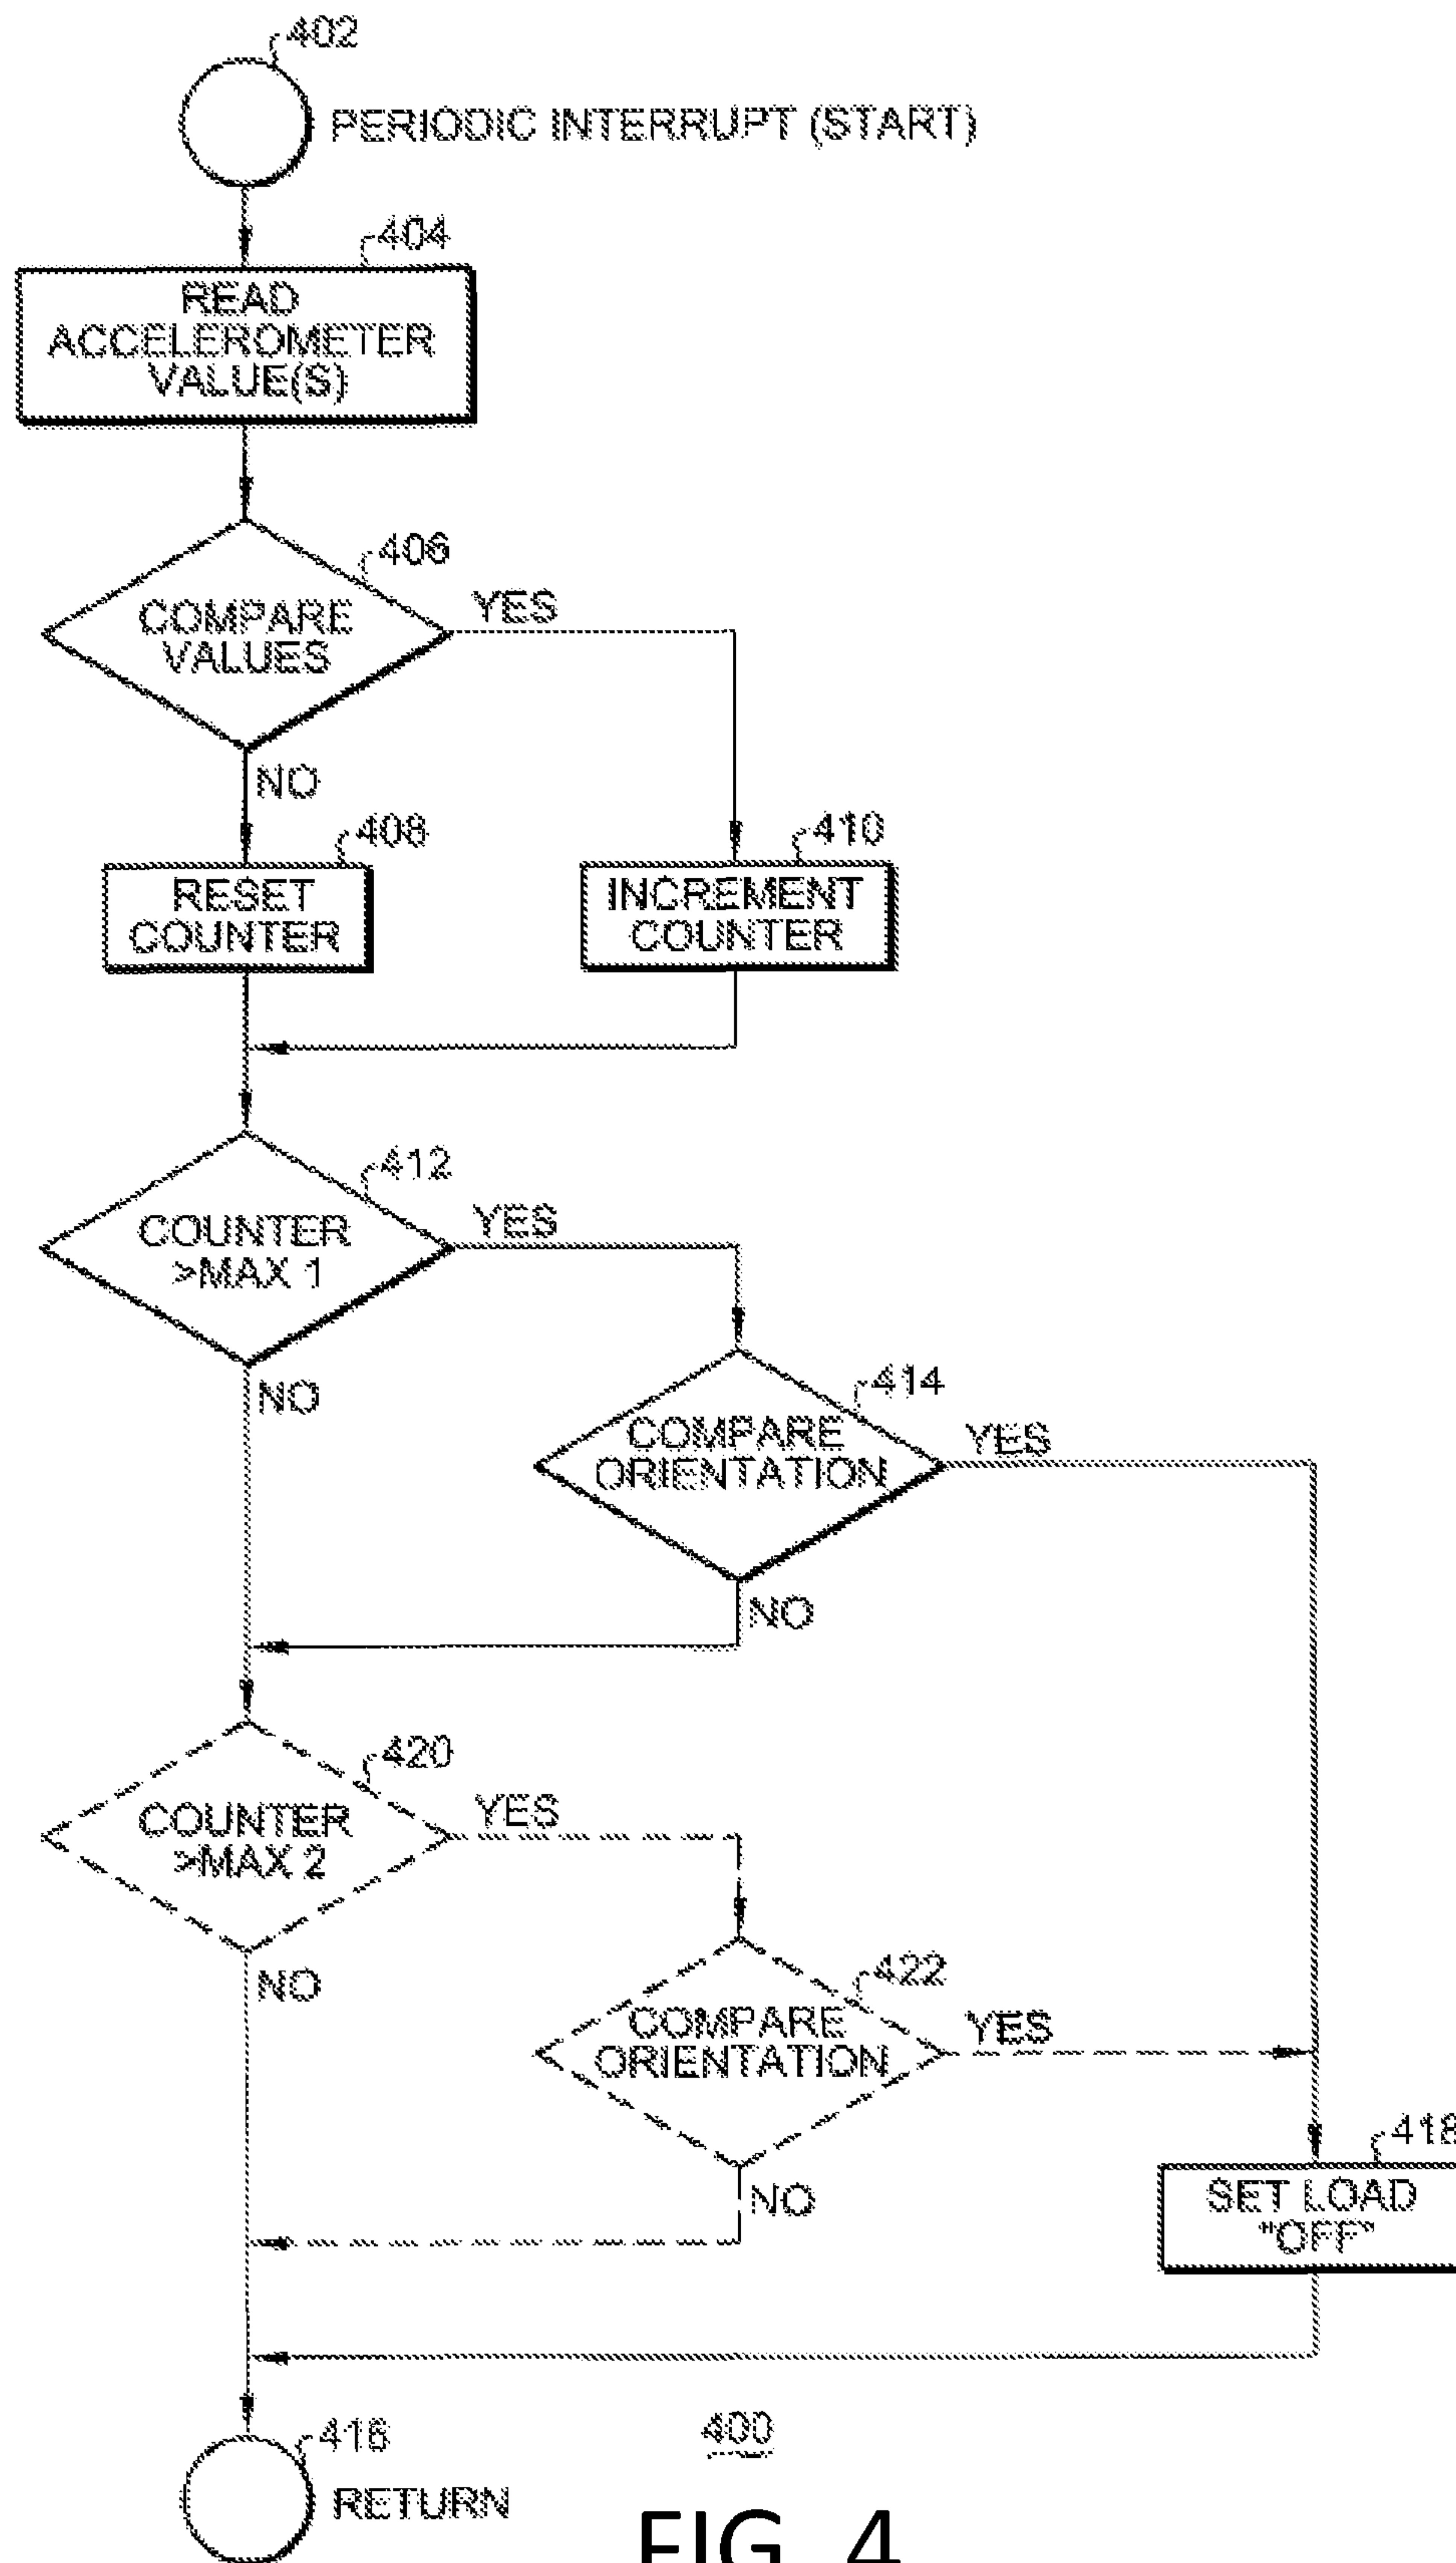 402
PERIODIC INTERRUPT (START)
404
READ
ACCELEROMETER
VALUE(S)
406
COMPARE
VALUES
YES
NO
408
RESET
COUNTER
410
INCREMENT
COUNTER
412
COUNTER
>MAX 1
YES
NO
414
COMPARE
ORIENTATION
YES
NO
420
COUNTER
>MAX 2
YES
NO
422
COMPARE
ORIENTATION
YES
NO
418
SET LOAD
"OFF"
416
RETURN
400
FIG. 4